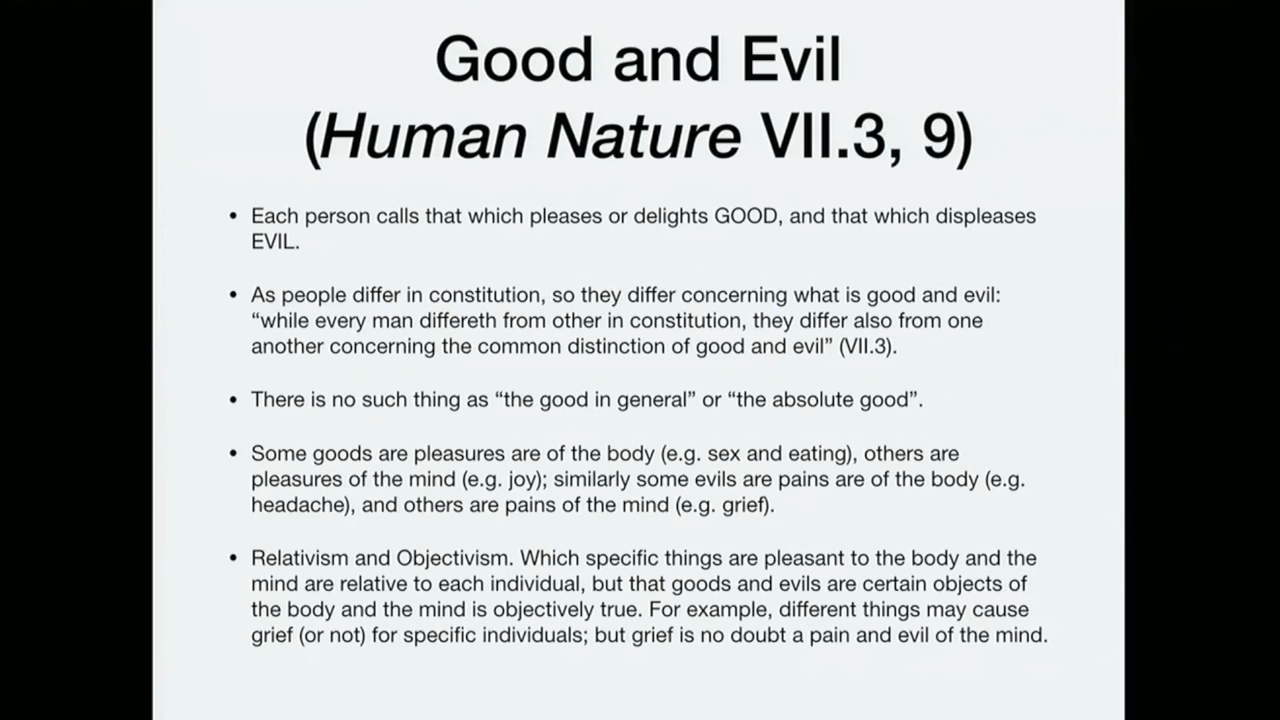 Good and Evil
(Human Nature VII.3, 9)
• Each person calls that which pleases or delights GOOD, and that which displeases
EVIL.
• As people differ in constitution, so they differ concerning what is good and evil:
“while every man differeth from other in constitution, they differ also from one
another concerning the common distinction of good and evil” (VII.3).
• There is no such thing as “the good in general” or “the absolute good”.
• Some goods are pleasures are of the body (e.g. sex and eating), others are
pleasures of the mind (e.g. joy); similarly some evils are pains are of the body (e.g.
headache), and others are pains of the mind (e.g. grief).
• Relativism and Objectivism. Which specific things are pleasant to the body and the
mind are relative to each individual, but that goods and evils are certain objects of
the body and the mind is objectively true. For example, different things may cause
grief (or not) for specific individuals; but grief is no doubt a pain and evil of the mind.